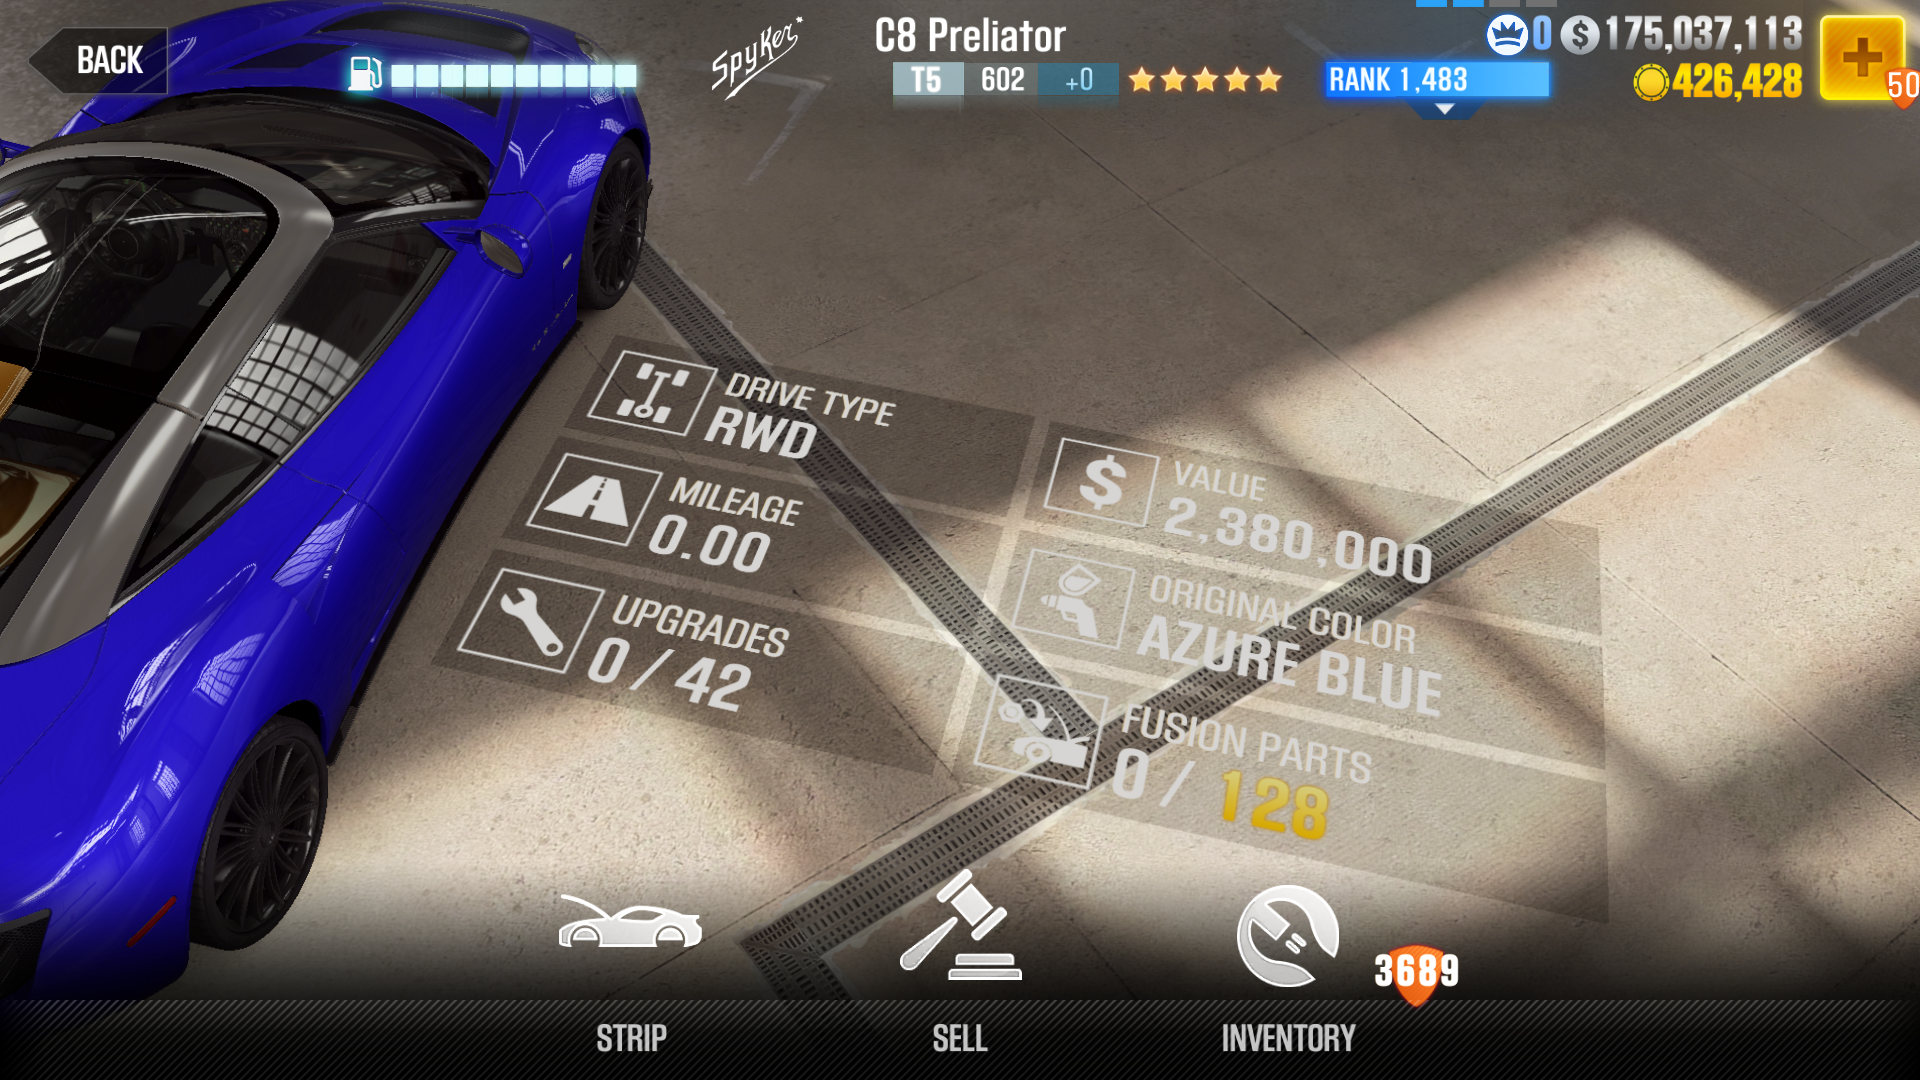 BACK
Spyker
C8 Preliator
T5 602 +0
RANK 1,483
0 $ 175,037,113
426,428
50
DRIVE TYPE
RWD
MILEAGE
0.00
UPGRADES
0 / 42
$ VALUE
2,380,000
ORIGINAL COLOR
AZURE BLUE
FUSION PARTS
0 / 128
3689
STRIP
SELL
INVENTORY